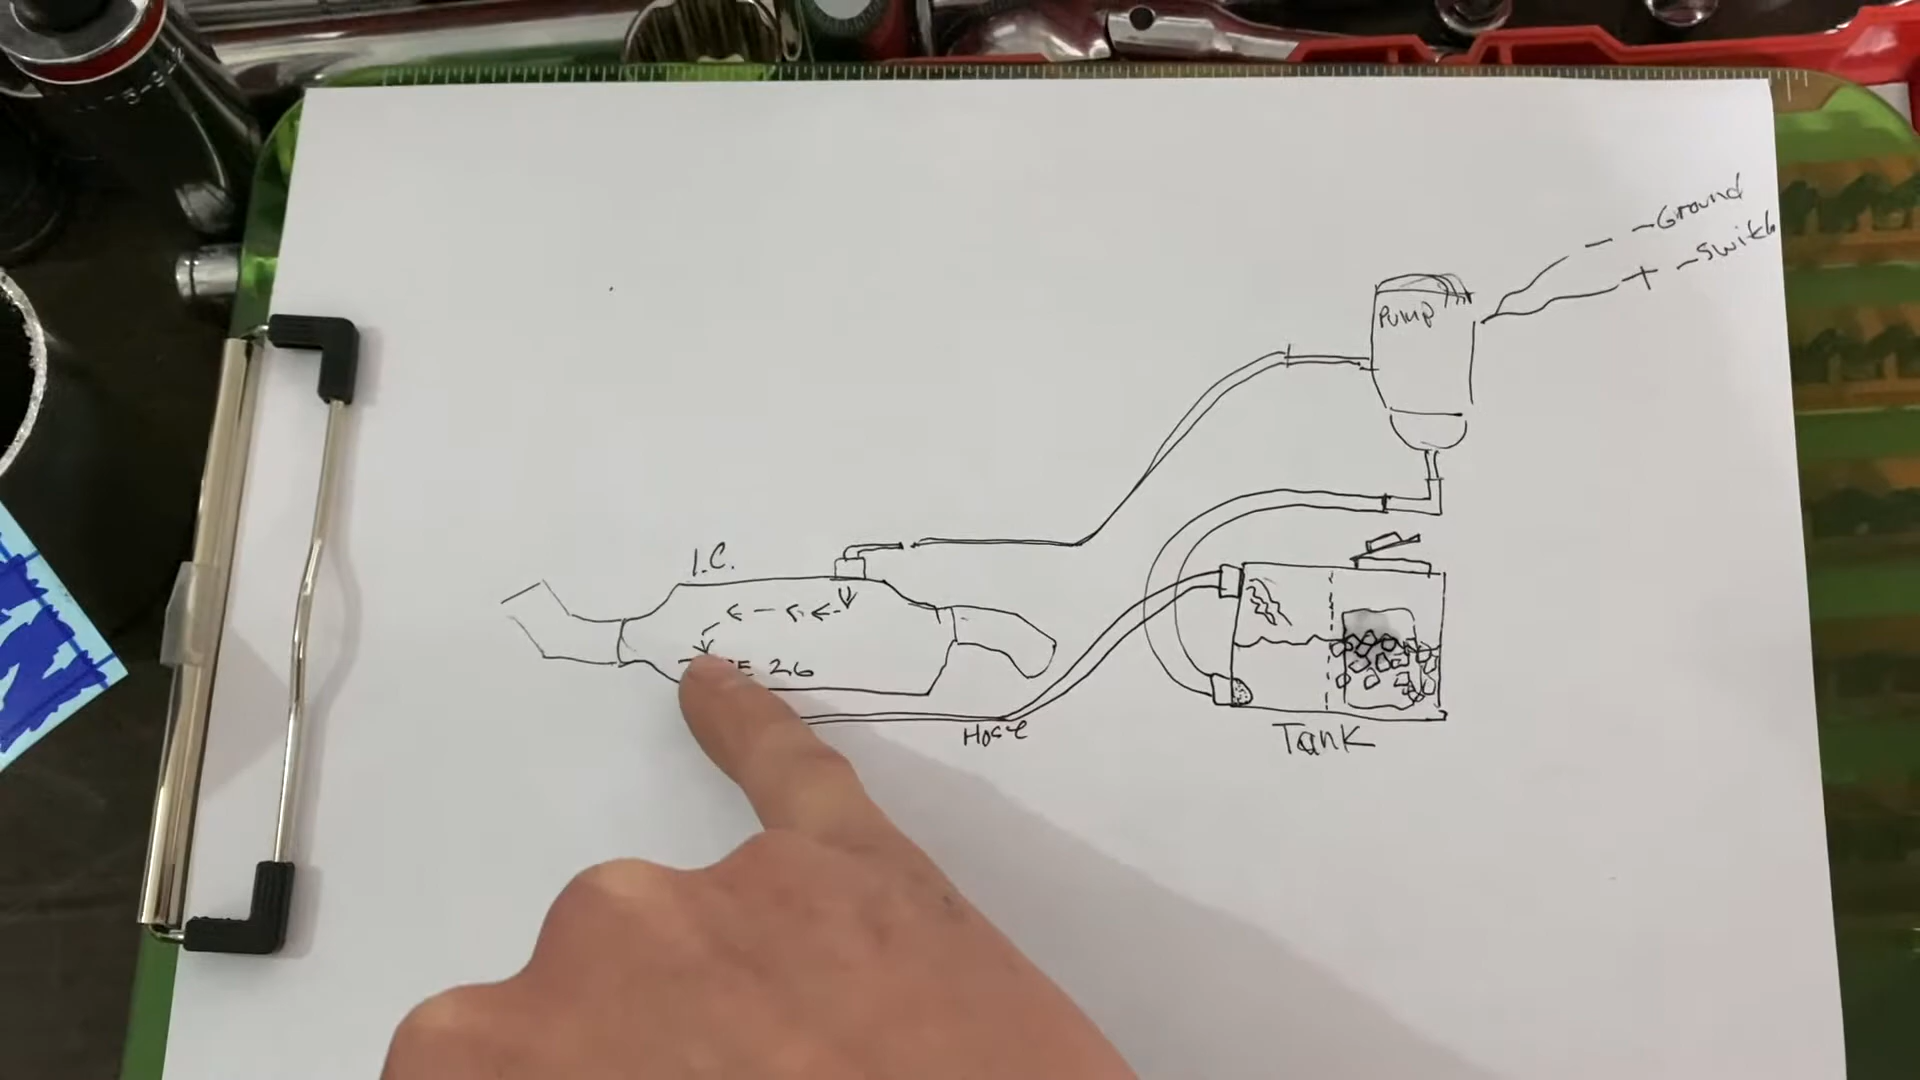 - Ground
+ - Switch
Pump
I.C.
26
Hose
Tank